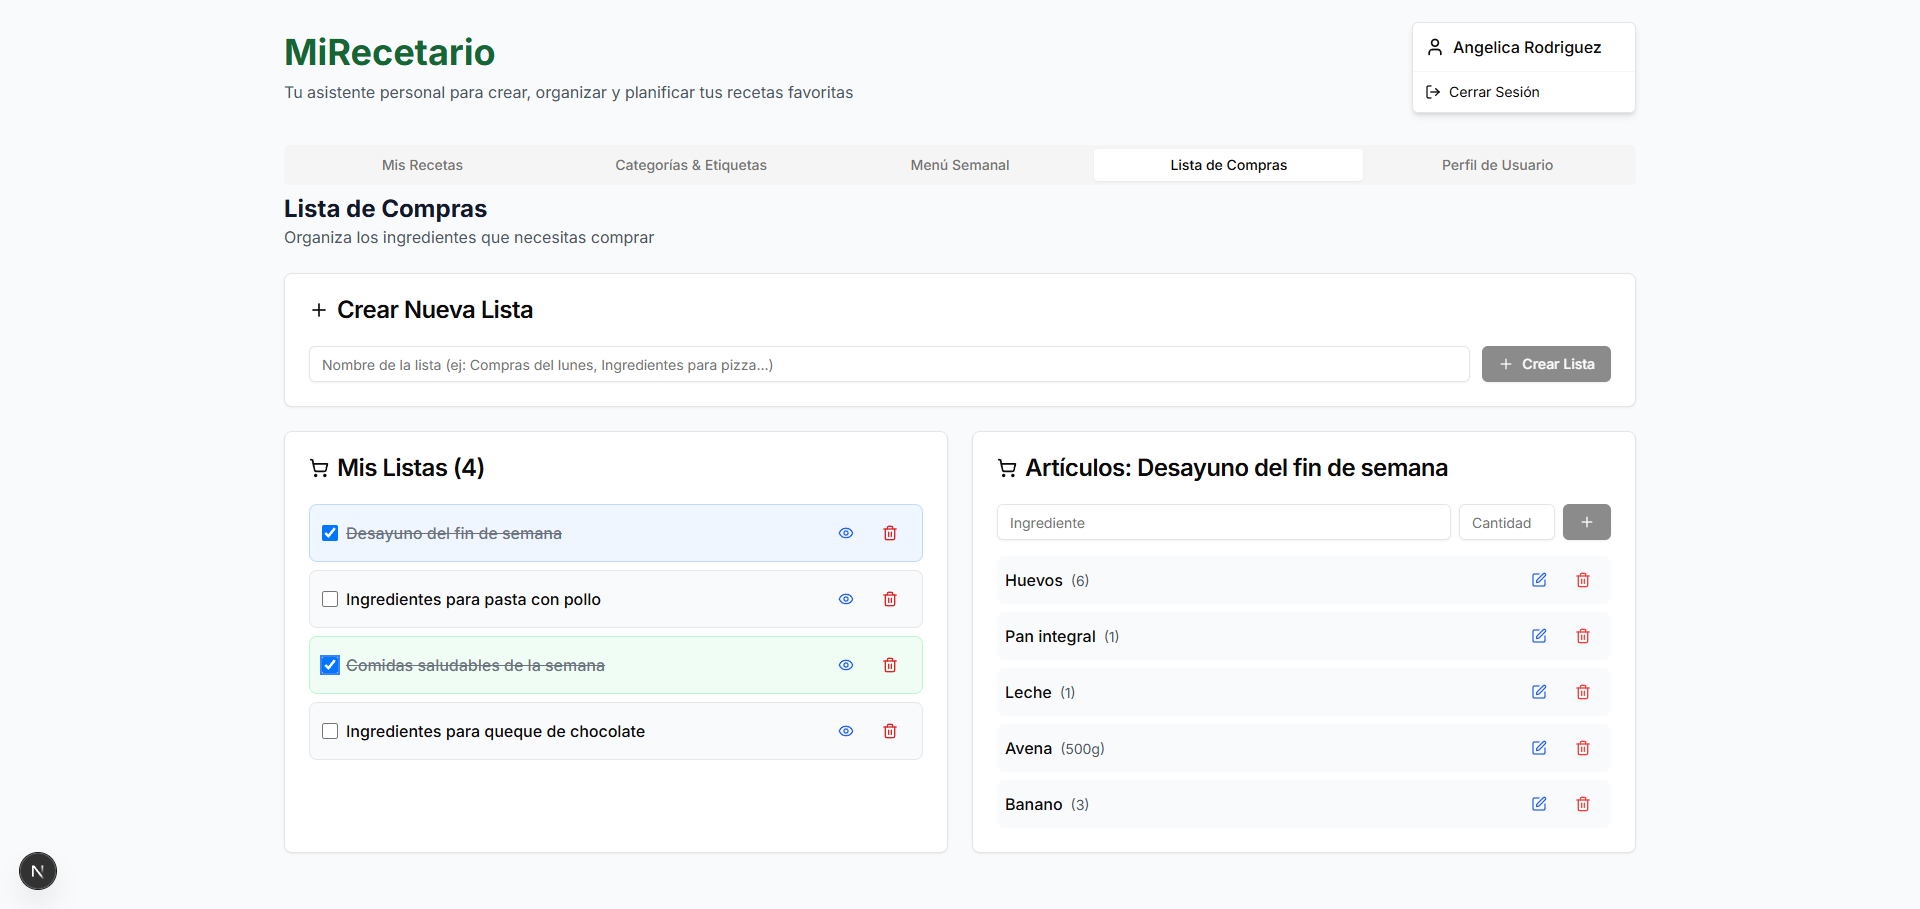 MiRecetario
Tu asistente personal para crear, organizar y planificar tus recetas favoritas
Angelica Rodriguez
Cerrar Sesión
Mis Recetas
Categorías & Etiquetas
Menú Semanal
Lista de Compras
Perfil de Usuario
Lista de Compras
Organiza los ingredientes que necesitas comprar
Crear Nueva Lista
Nombre de la lista (ej: Compras del lunes, Ingredientes para pizza...)
Crear Lista
Mis Listas (4)
Desayuno del fin de semana
Ingredientes para pasta con pollo
Comidas saludables de la semana
Ingredientes para queque de chocolate
Artículos: Desayuno del fin de semana
Ingrediente
Cantidad
Huevos (6)
Pan integral (1)
Leche (1)
Avena (500g)
Banano (3)
N